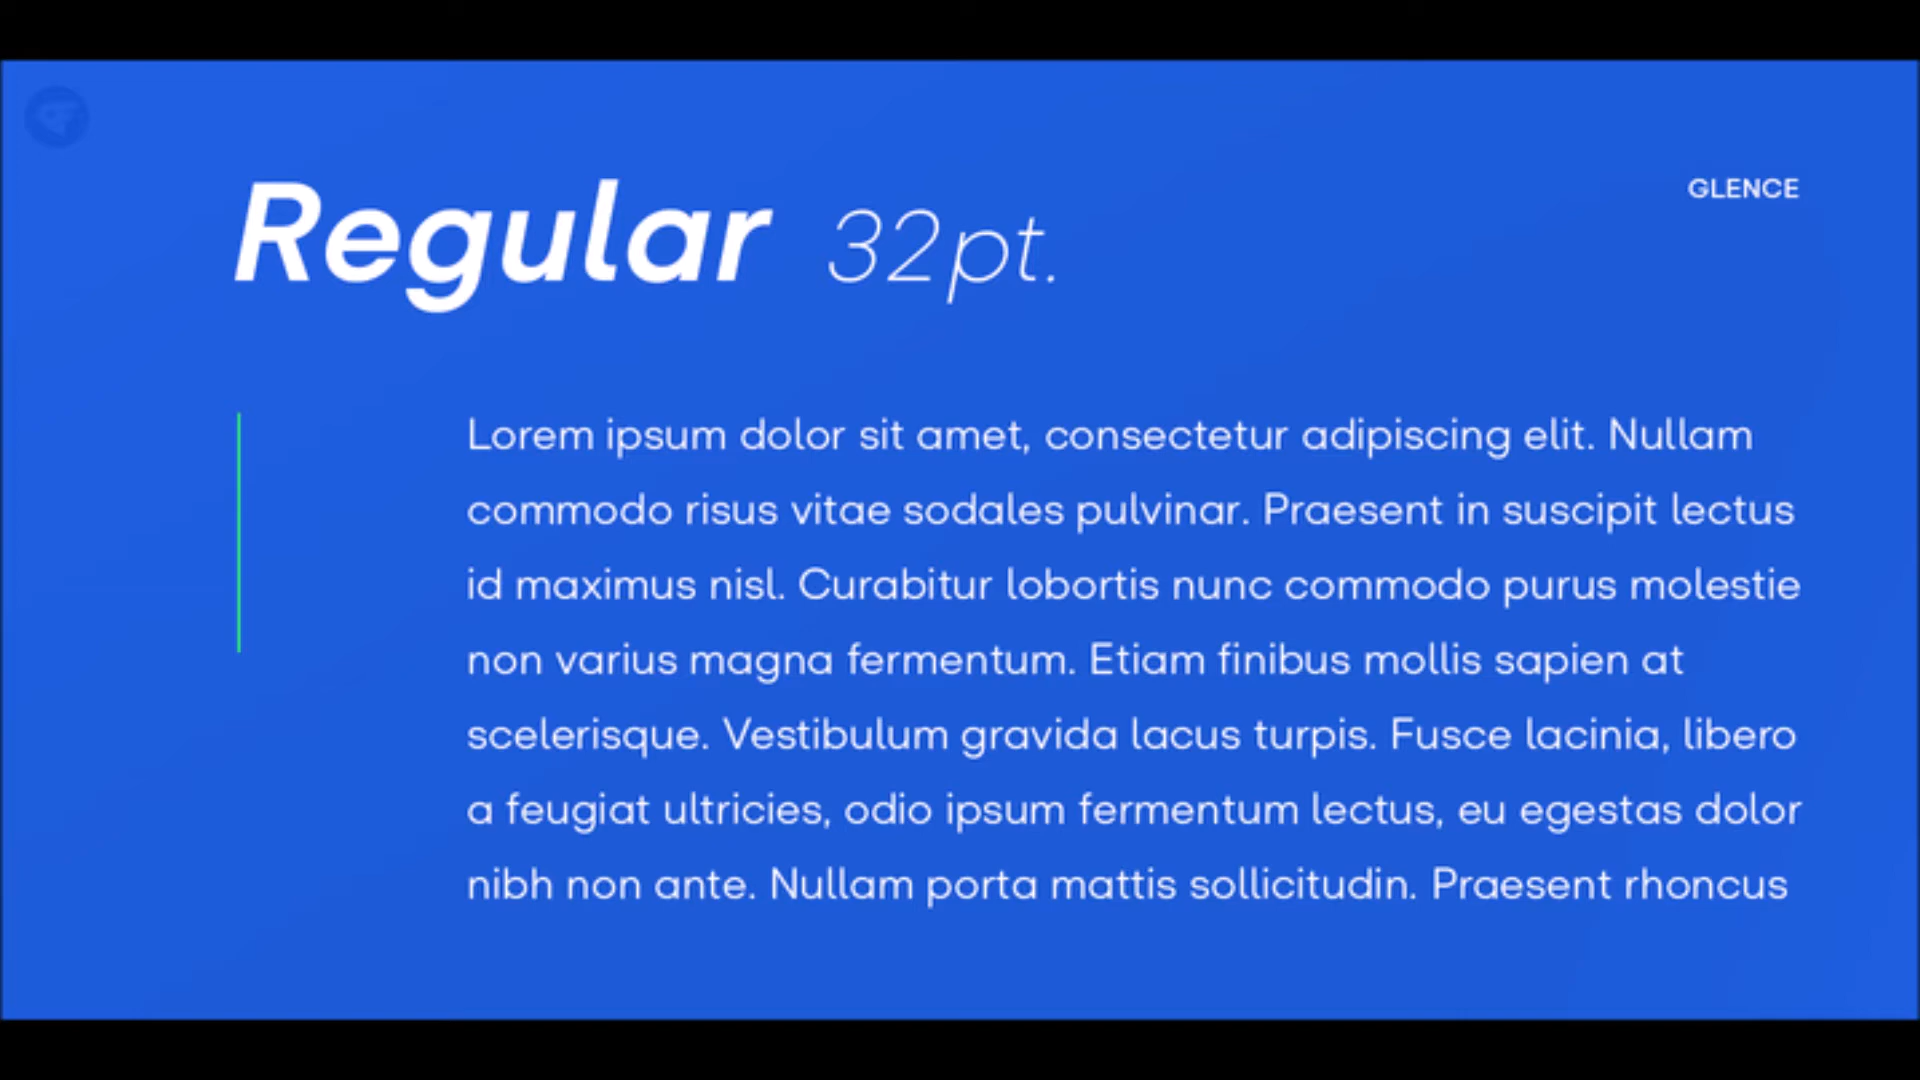 Regular 32pt.
GLENCE
Lorem ipsum dolor sit amet, consectetur adipiscing elit. Nullam
commodo risus vitae sodales pulvinar. Praesent in suscipit lectus
id maximus nisl. Curabitur lobortis nunc commodo purus molestie
non varius magna fermentum. Etiam finibus mollis sapien at
scelerisque. Vestibulum gravida lacus turpis. Fusce lacinia, libero
a feugiat ultricies, odio ipsum fermentum lectus, eu egestas dolor
nibh non ante. Nullam porta mattis sollicitudin. Praesent rhoncus